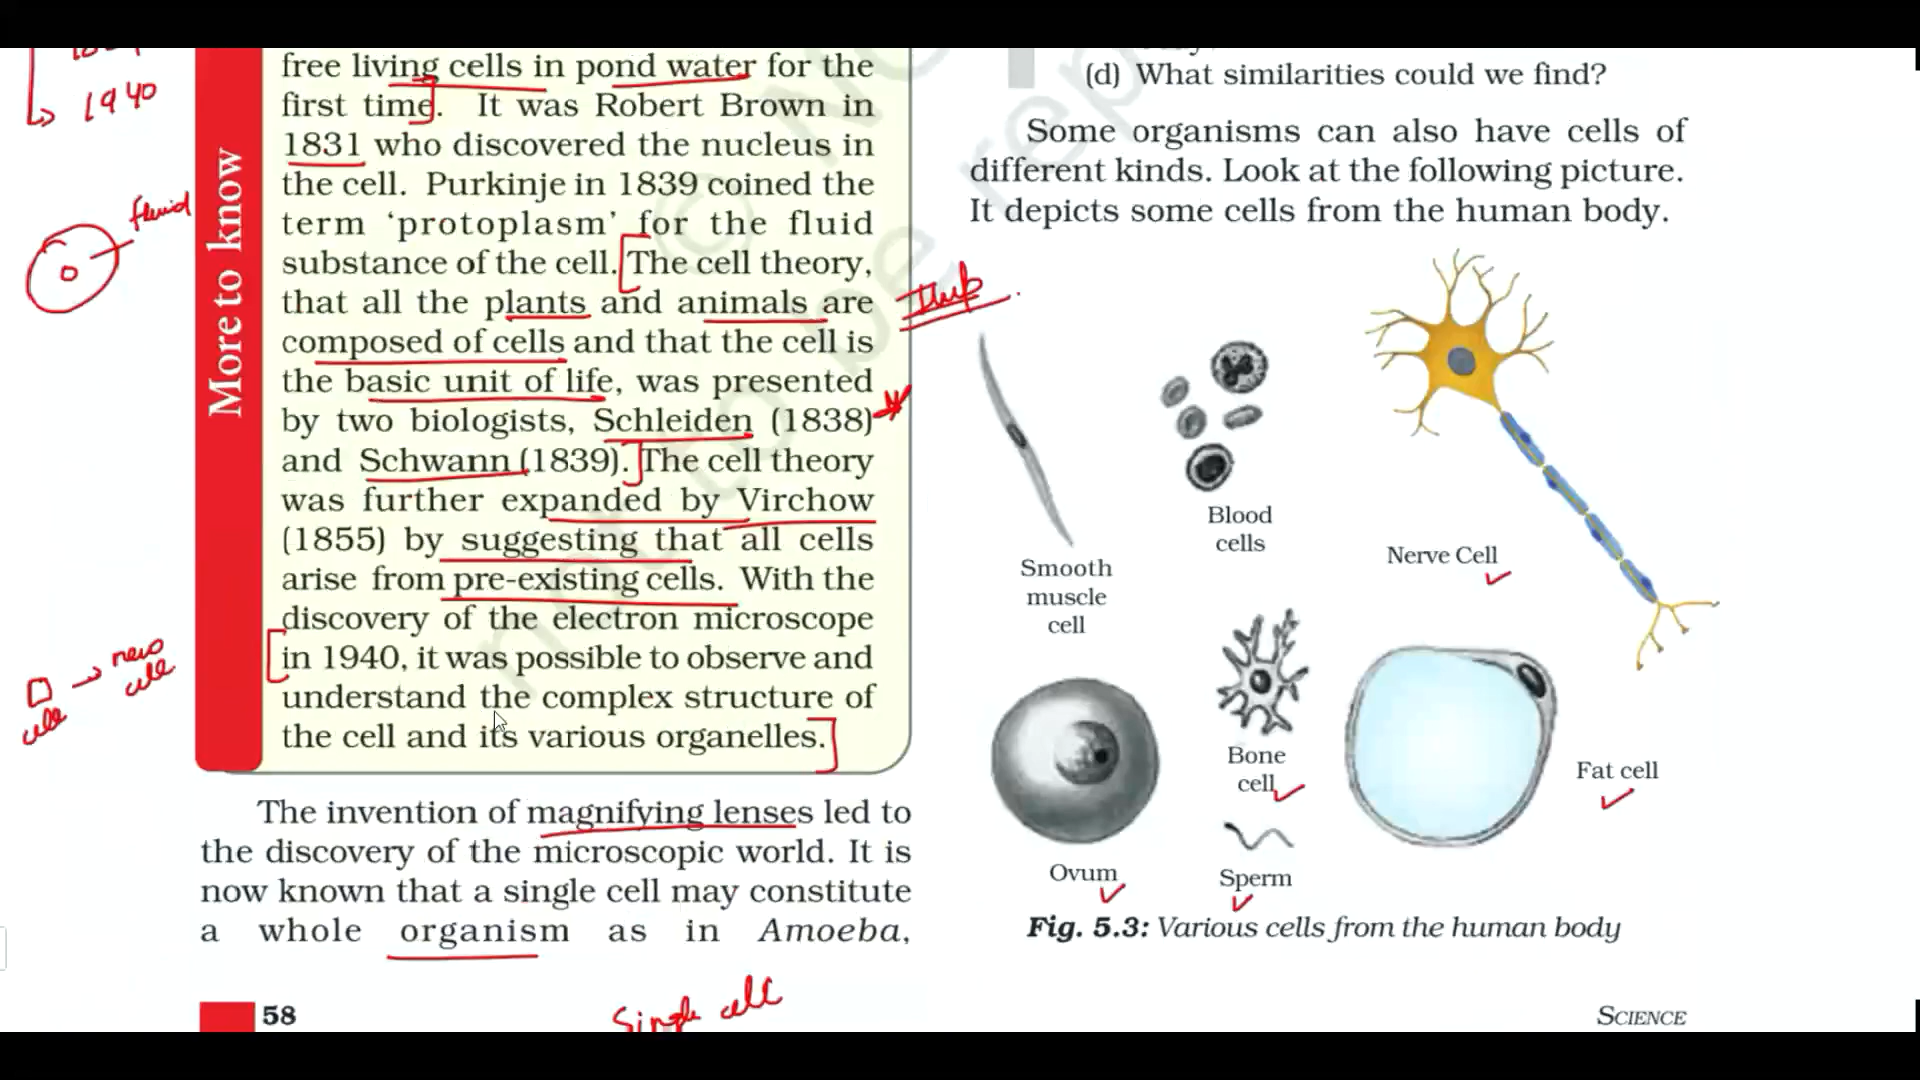 1940
free living cells in pond water for the
first time. It was Robert Brown in
1831 who discovered the nucleus in
the cell. Purkinje in 1839 coined the
term ‘protoplasm’ for the fluid
substance of the cell. The cell theory,
that all the plants and animals are
composed of cells and that the cell is
the basic unit of life, was presented
by two biologists, Schleiden (1838)
and Schwann (1839). The cell theory
was further expanded by Virchow
(1855) by suggesting that all cells
arise from pre-existing cells. With the
discovery of the electron microscope
in 1940, it was possible to observe and
understand the complex structure of
the cell and its various organelles.
More to know
fluid
Imp
new
cell
cell
The invention of magnifying lenses led to
the discovery of the microscopic world. It is
now known that a single cell may constitute
a whole organism as in Amoeba,
Single cell
58
(d) What similarities could we find?
Some organisms can also have cells of
different kinds. Look at the following picture.
It depicts some cells from the human body.
Smooth
muscle
cell
Blood
cells
Nerve Cell
Bone
cell
Fat cell
Ovum
Sperm
Fig. 5.3: Various cells from the human body
SCIENCE
not to be rep